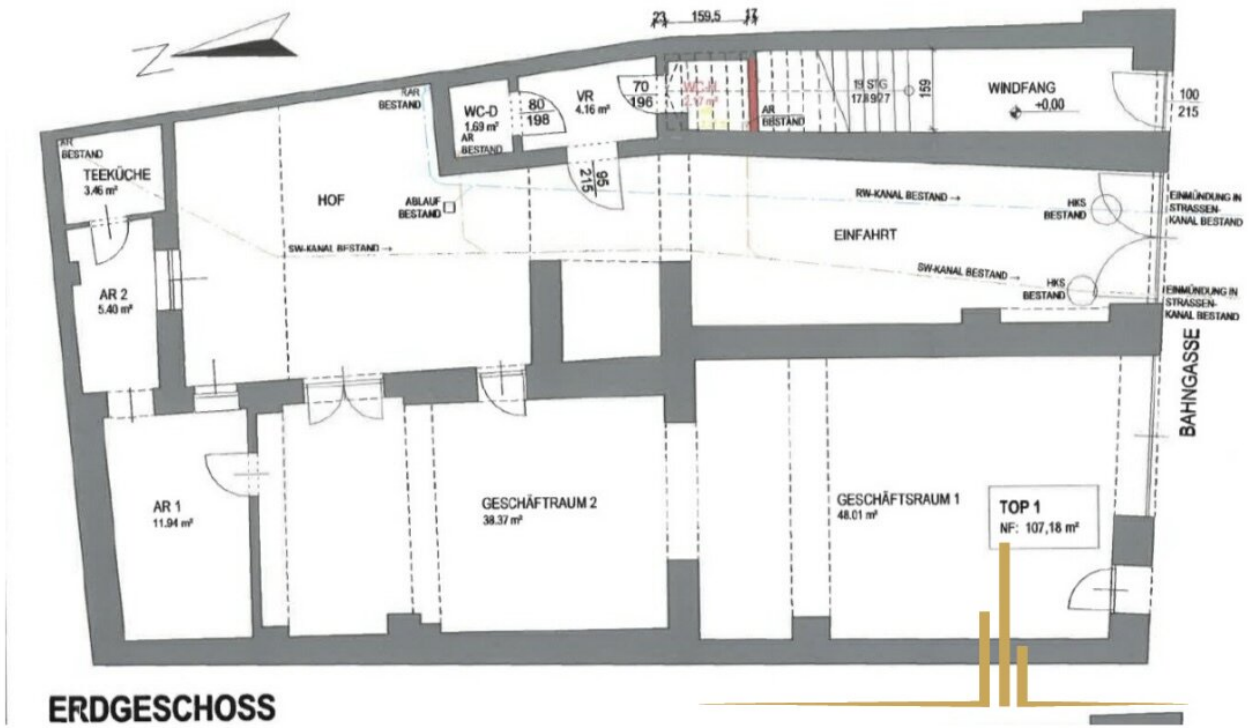 23 159,5 17
Z
RAR
BESTAND
WC-D
1.69 m²
AR
BESTAND
80
198
VR
4.16 m²
70
196
WC-H
AR
BESTAND
19 STG
159
WINDFANG
+0,00
100
215
AR
BESTAND
TEEKÜCHE
3.46 m²
HOF
ABLAUF
BESTAND
95
215
RW-KANAL BESTAND →
HKS
BESTAND
EINMÜNDUNG IN
STRASSEN-
KANAL BESTAND
EINFAHRT
SW-KANAL BESTAND →
SW-KANAL BESTAND →
HKS
BESTAND
EINMÜNDUNG IN
STRASSEN-
KANAL BESTAND
AR 2
5.40 m²
BAHNGASSE
AR 1
11.94 m²
GESCHÄFTRAUM 2
38.37 m²
GESCHÄFTSRAUM 1
48.01 m²
TOP 1
NF: 107,18 m²
ERDGESCHOSS